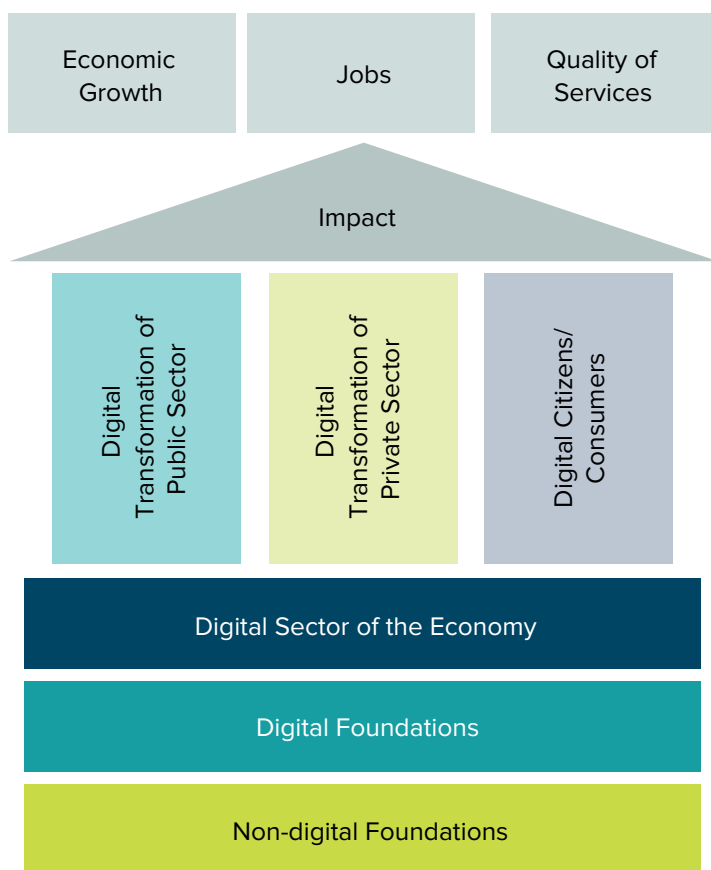 Economic
Growth
Jobs
Quality of
Services
Impact
Digital
Transformation of
Public Sector
Digital
Transformation of
Private Sector
Digital Citizens/
Consumers
Digital Sector of the Economy
Digital Foundations
Non-digital Foundations